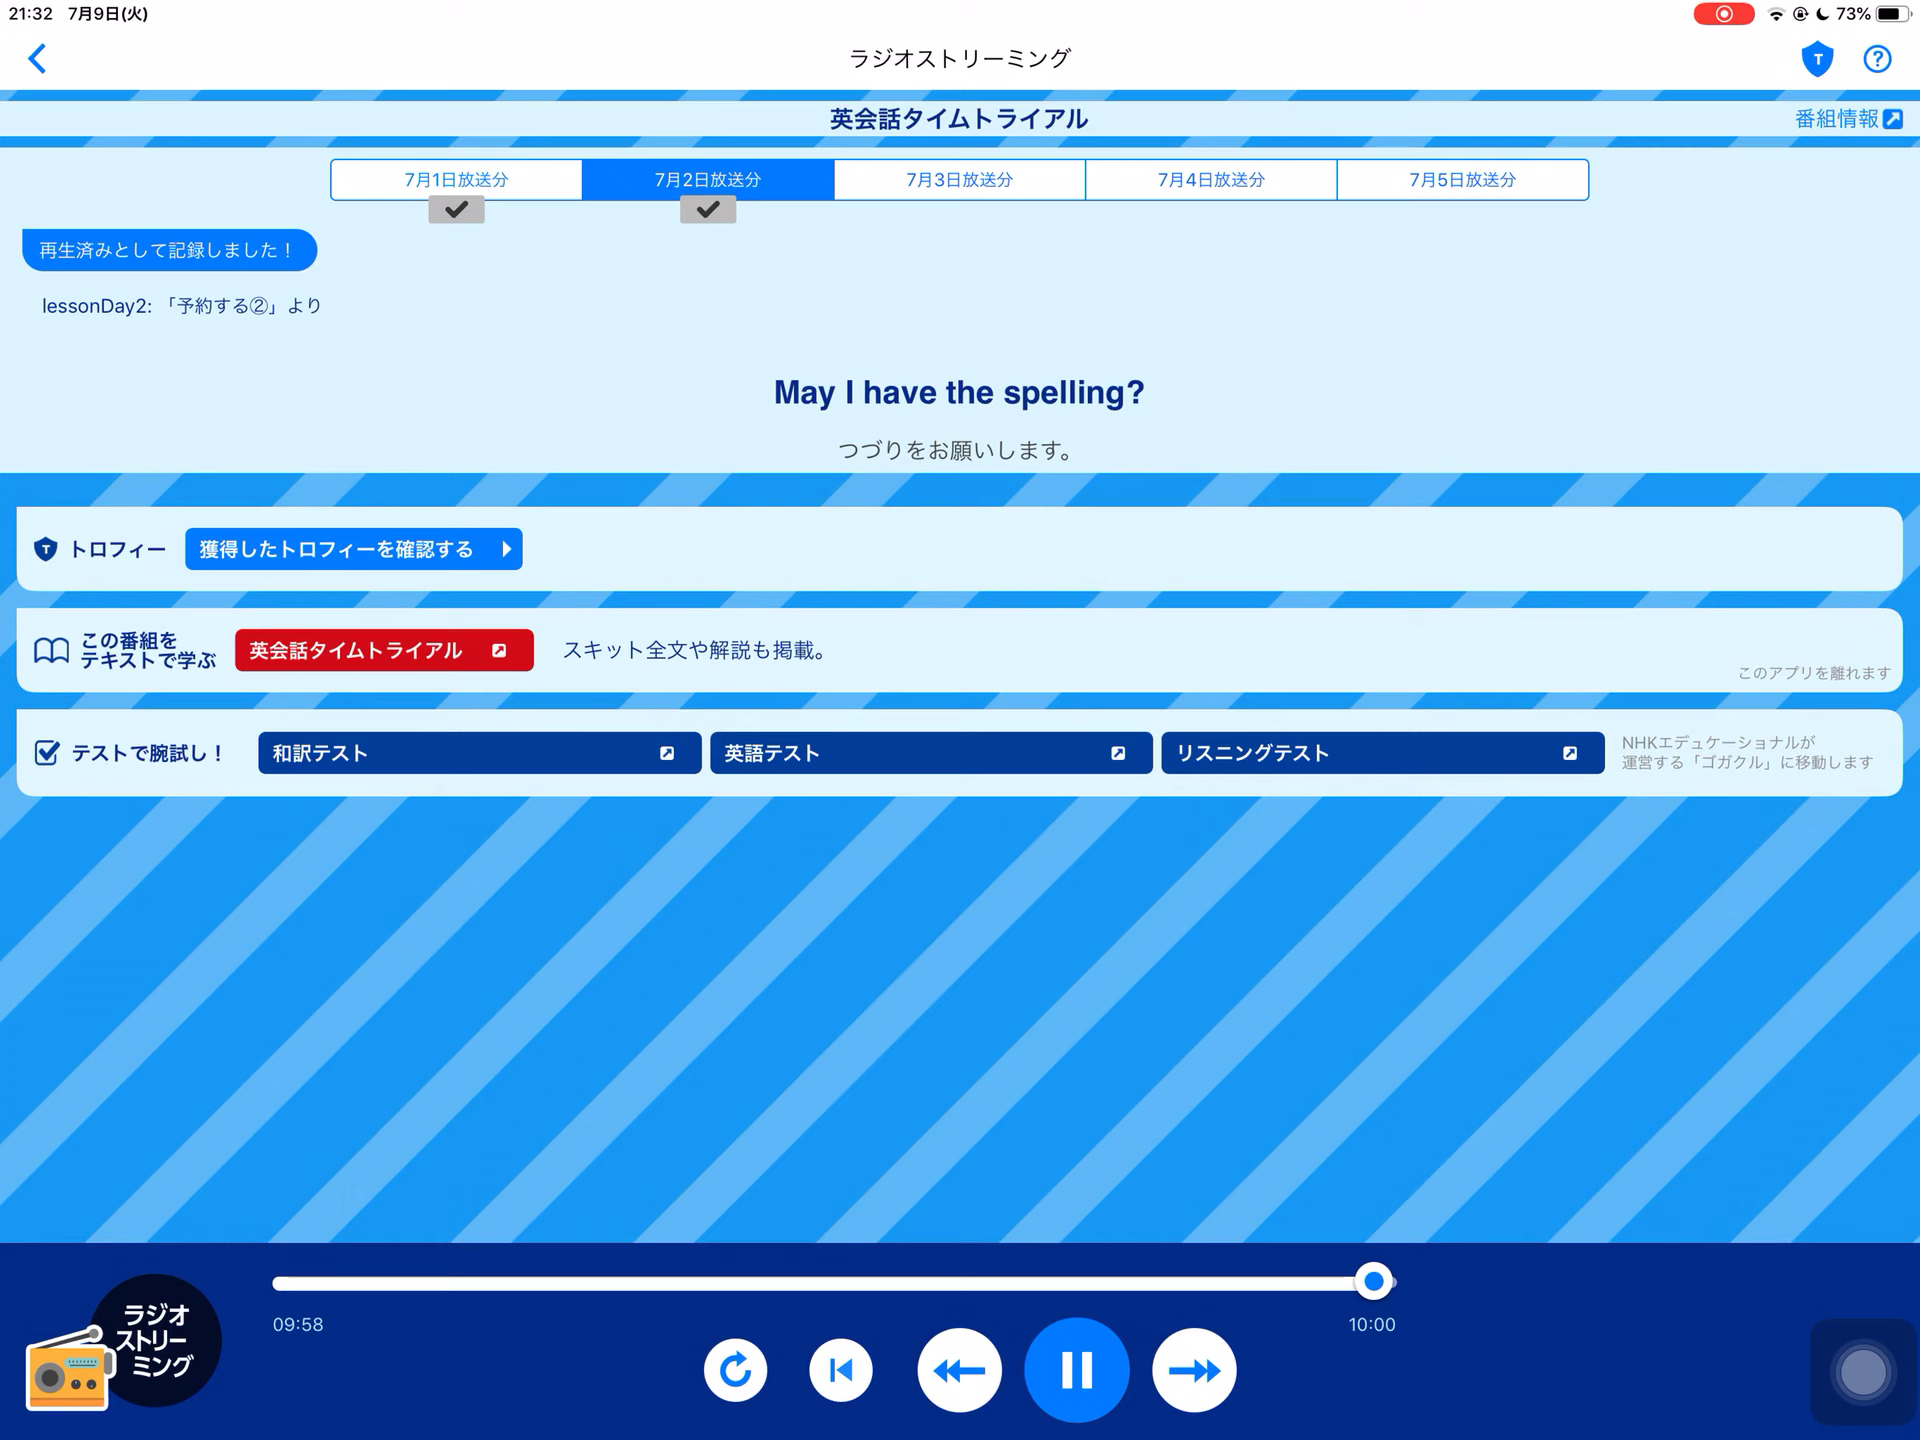 21:32 7月9日(火)
73%
ラジオストリーミング
T
?
英会話タイムトライアル
番組情報
7月1日放送分
7月2日放送分
7月3日放送分
7月4日放送分
7月5日放送分
再生済みとして記録しました！
lessonDay2: 「予約する②」より
May I have the spelling?
つづりをお願いします。
T
トロフィー
獲得したトロフィーを確認する
この番組を
テキストで学ぶ
英会話タイムトライアル
スキット全文や解説も掲載。
このアプリを離れます
テストで腕試し！
和訳テスト
英語テスト
リスニングテスト
NHKエデュケーショナルが
運営する「ゴガクル」に移動します
09:58
10:00
ラジオ
ストリー
ミング